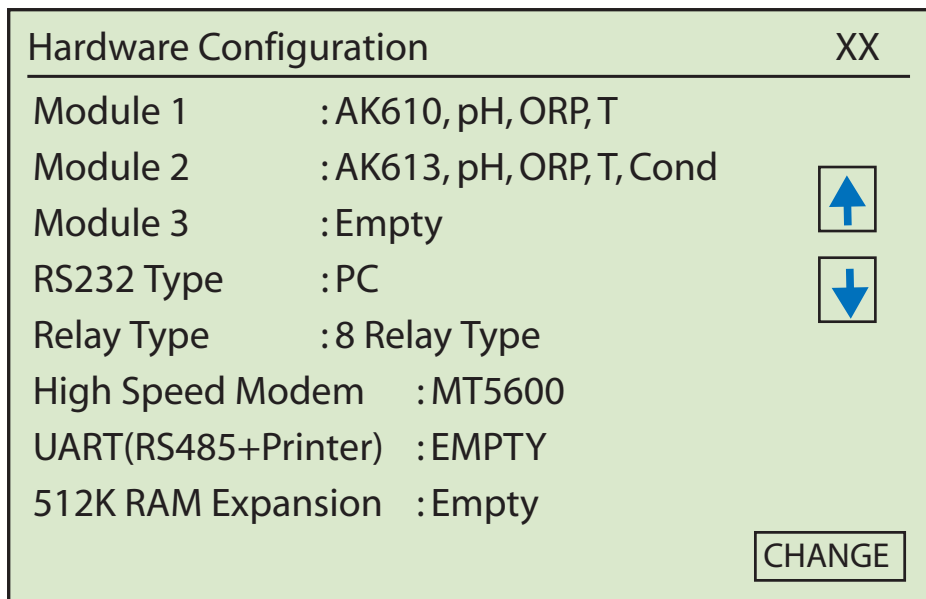 Hardware Configuration XX
Module 1 : AK610, pH, ORP, T
Module 2 : AK613, pH, ORP, T, Cond
Module 3 : Empty
RS232 Type : PC
Relay Type : 8 Relay Type
High Speed Modem : MT5600
UART(RS485+Printer) : EMPTY
512K RAM Expansion : Empty
CHANGE